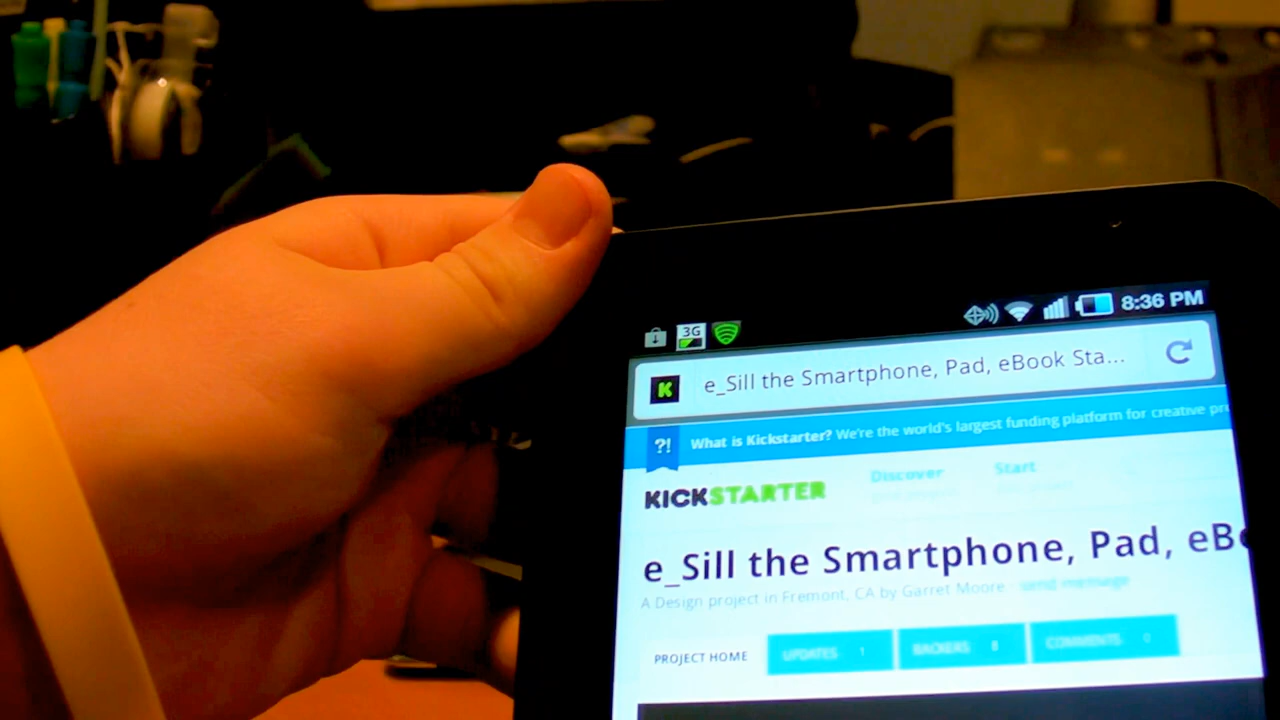 3G 8:36 PM
K e_Sill the Smartphone, Pad, eBook Sta...
?! What is Kickstarter? We're the world's largest funding platform for creative pr
KICKSTARTER Discover Start
e_Sill the Smartphone, Pad, eBo
A Design project in Fremont, CA by Garret Moore · send message
PROJECT HOME UPDATES 1 BACKERS 8 COMMENTS 0